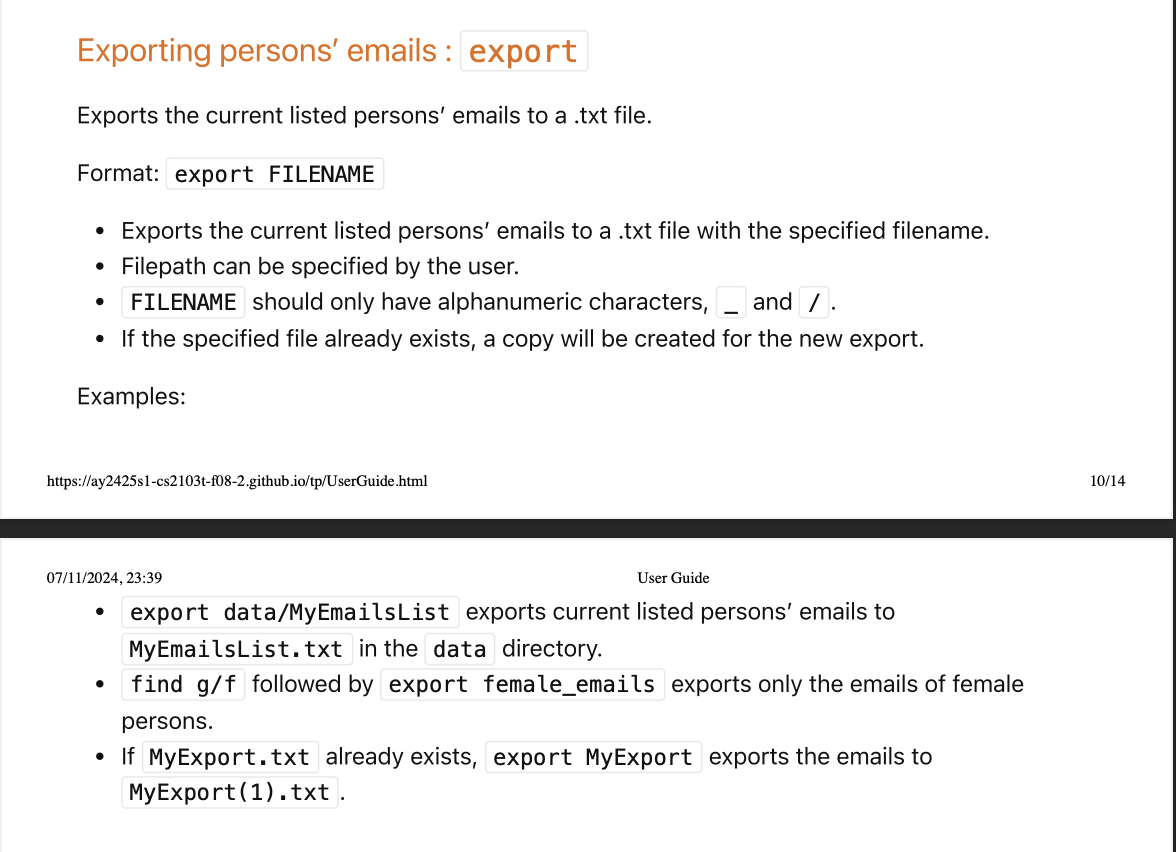 Exporting persons’ emails : export
Exports the current listed persons’ emails to a .txt file.
Format: export FILENAME
• Exports the current listed persons’ emails to a .txt file with the specified filename.
• Filepath can be specified by the user.
• FILENAME should only have alphanumeric characters, _ and / .
• If the specified file already exists, a copy will be created for the new export.
Examples:
https://ay2425s1-cs2103t-f08-2.github.io/tp/UserGuide.html 10/14
07/11/2024, 23:39 User Guide
• export data/MyEmailsList exports current listed persons’ emails to
MyEmailsList.txt in the data directory.
• find g/f followed by export female_emails exports only the emails of female
persons.
• If MyExport.txt already exists, export MyExport exports the emails to
MyExport(1).txt .